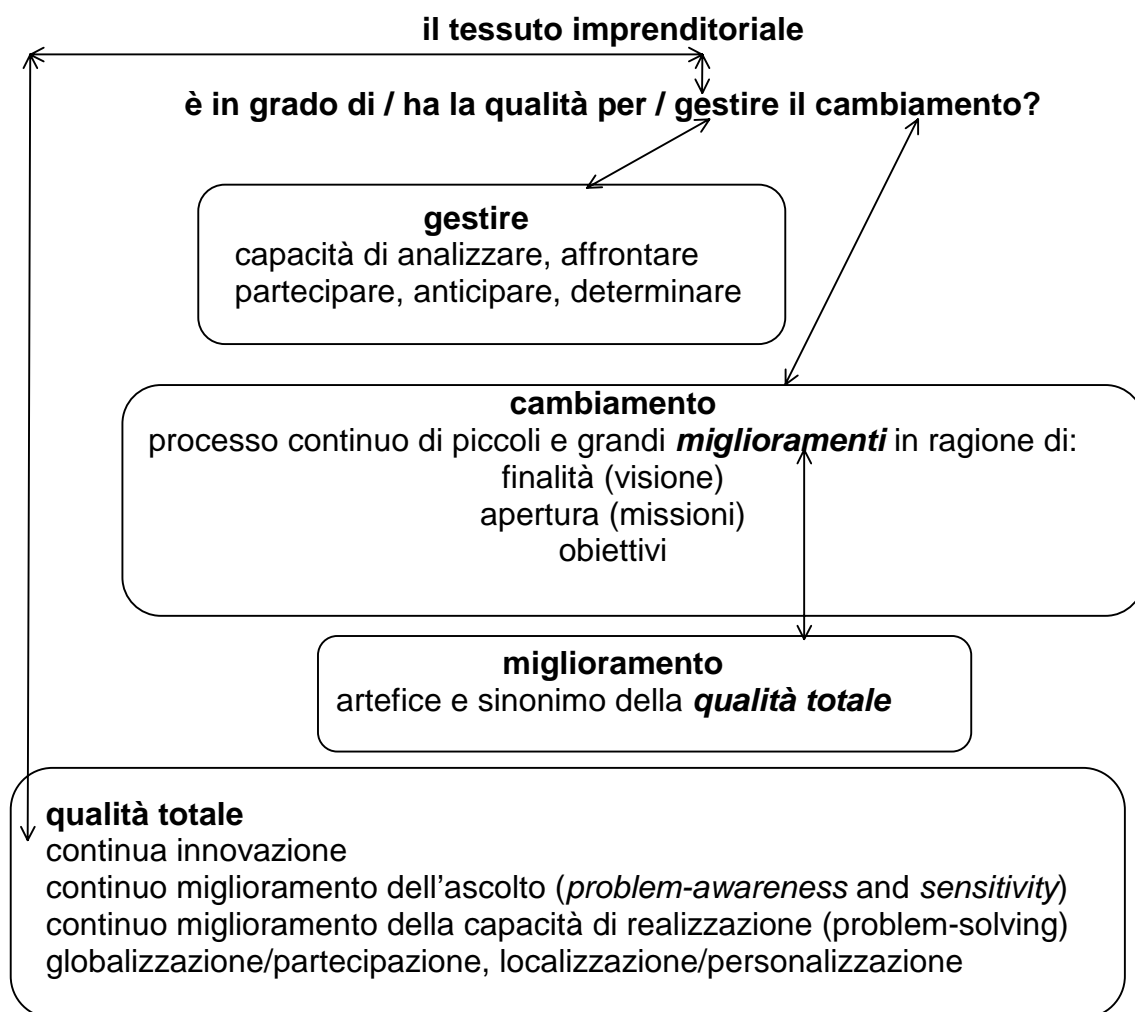 il tessuto imprenditoriale
è in grado di / ha la qualità per / gestire il cambiamento?
gestire
capacità di analizzare, affrontare
partecipare, anticipare, determinare
cambiamento
processo continuo di piccoli e grandi miglioramenti in ragione di:
finalità (visione)
apertura (missioni)
obiettivi
miglioramento
artefice e sinonimo della qualità totale
qualità totale
continua innovazione
continuo miglioramento dell'ascolto (problem-awareness and sensitivity)
continuo miglioramento della capacità di realizzazione (problem-solving)
globalizzazione/partecipazione, localizzazione/personalizzazione